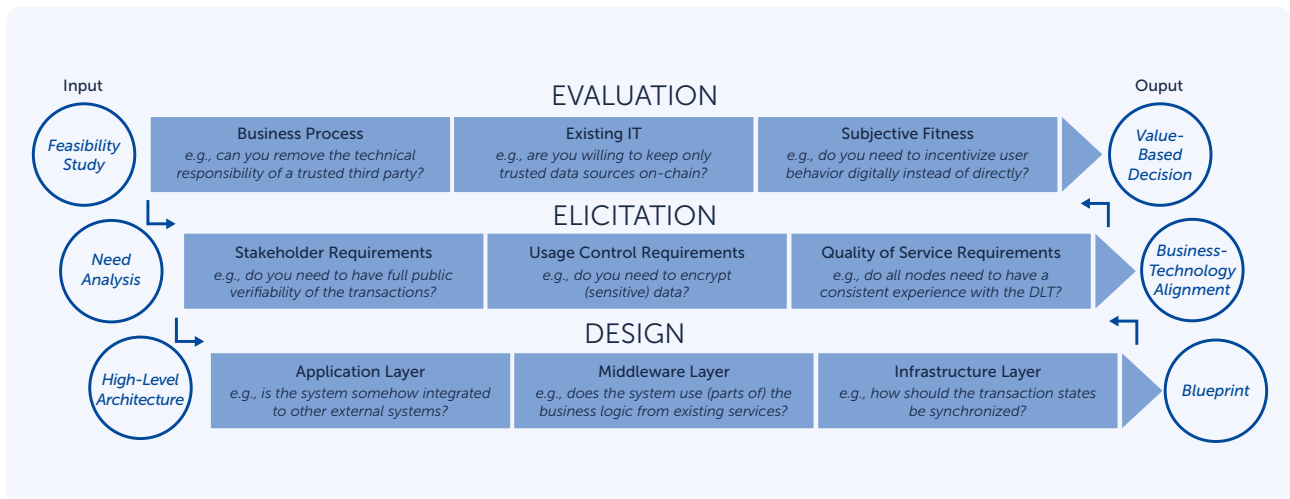 Input
Ouput
EVALUATION
Feasibility
Study
Business Process
e.g., can you remove the technical
responsibility of a trusted third party?
Existing IT
e.g., are you willing to keep only
trusted data sources on-chain?
Subjective Fitness
e.g., do you need to incentivize user
behavior digitally instead of directly?
Value-
Based
Decision
ELICITATION
Need
Analysis
Stakeholder Requirements
e.g., do you need to have full public
verifiability of the transactions?
Usage Control Requirements
e.g., do you need to encrypt
(sensitive) data?
Quality of Service Requirements
e.g., do all nodes need to have a
consistent experience with the DLT?
Business-
Technology
Alignment
DESIGN
High-Level
Architecture
Application Layer
e.g., is the system somehow integrated
to other external systems?
Middleware Layer
e.g., does the system use (parts of) the
business logic from existing services?
Infrastructure Layer
e.g., how should the transaction states
be synchronized?
Blueprint